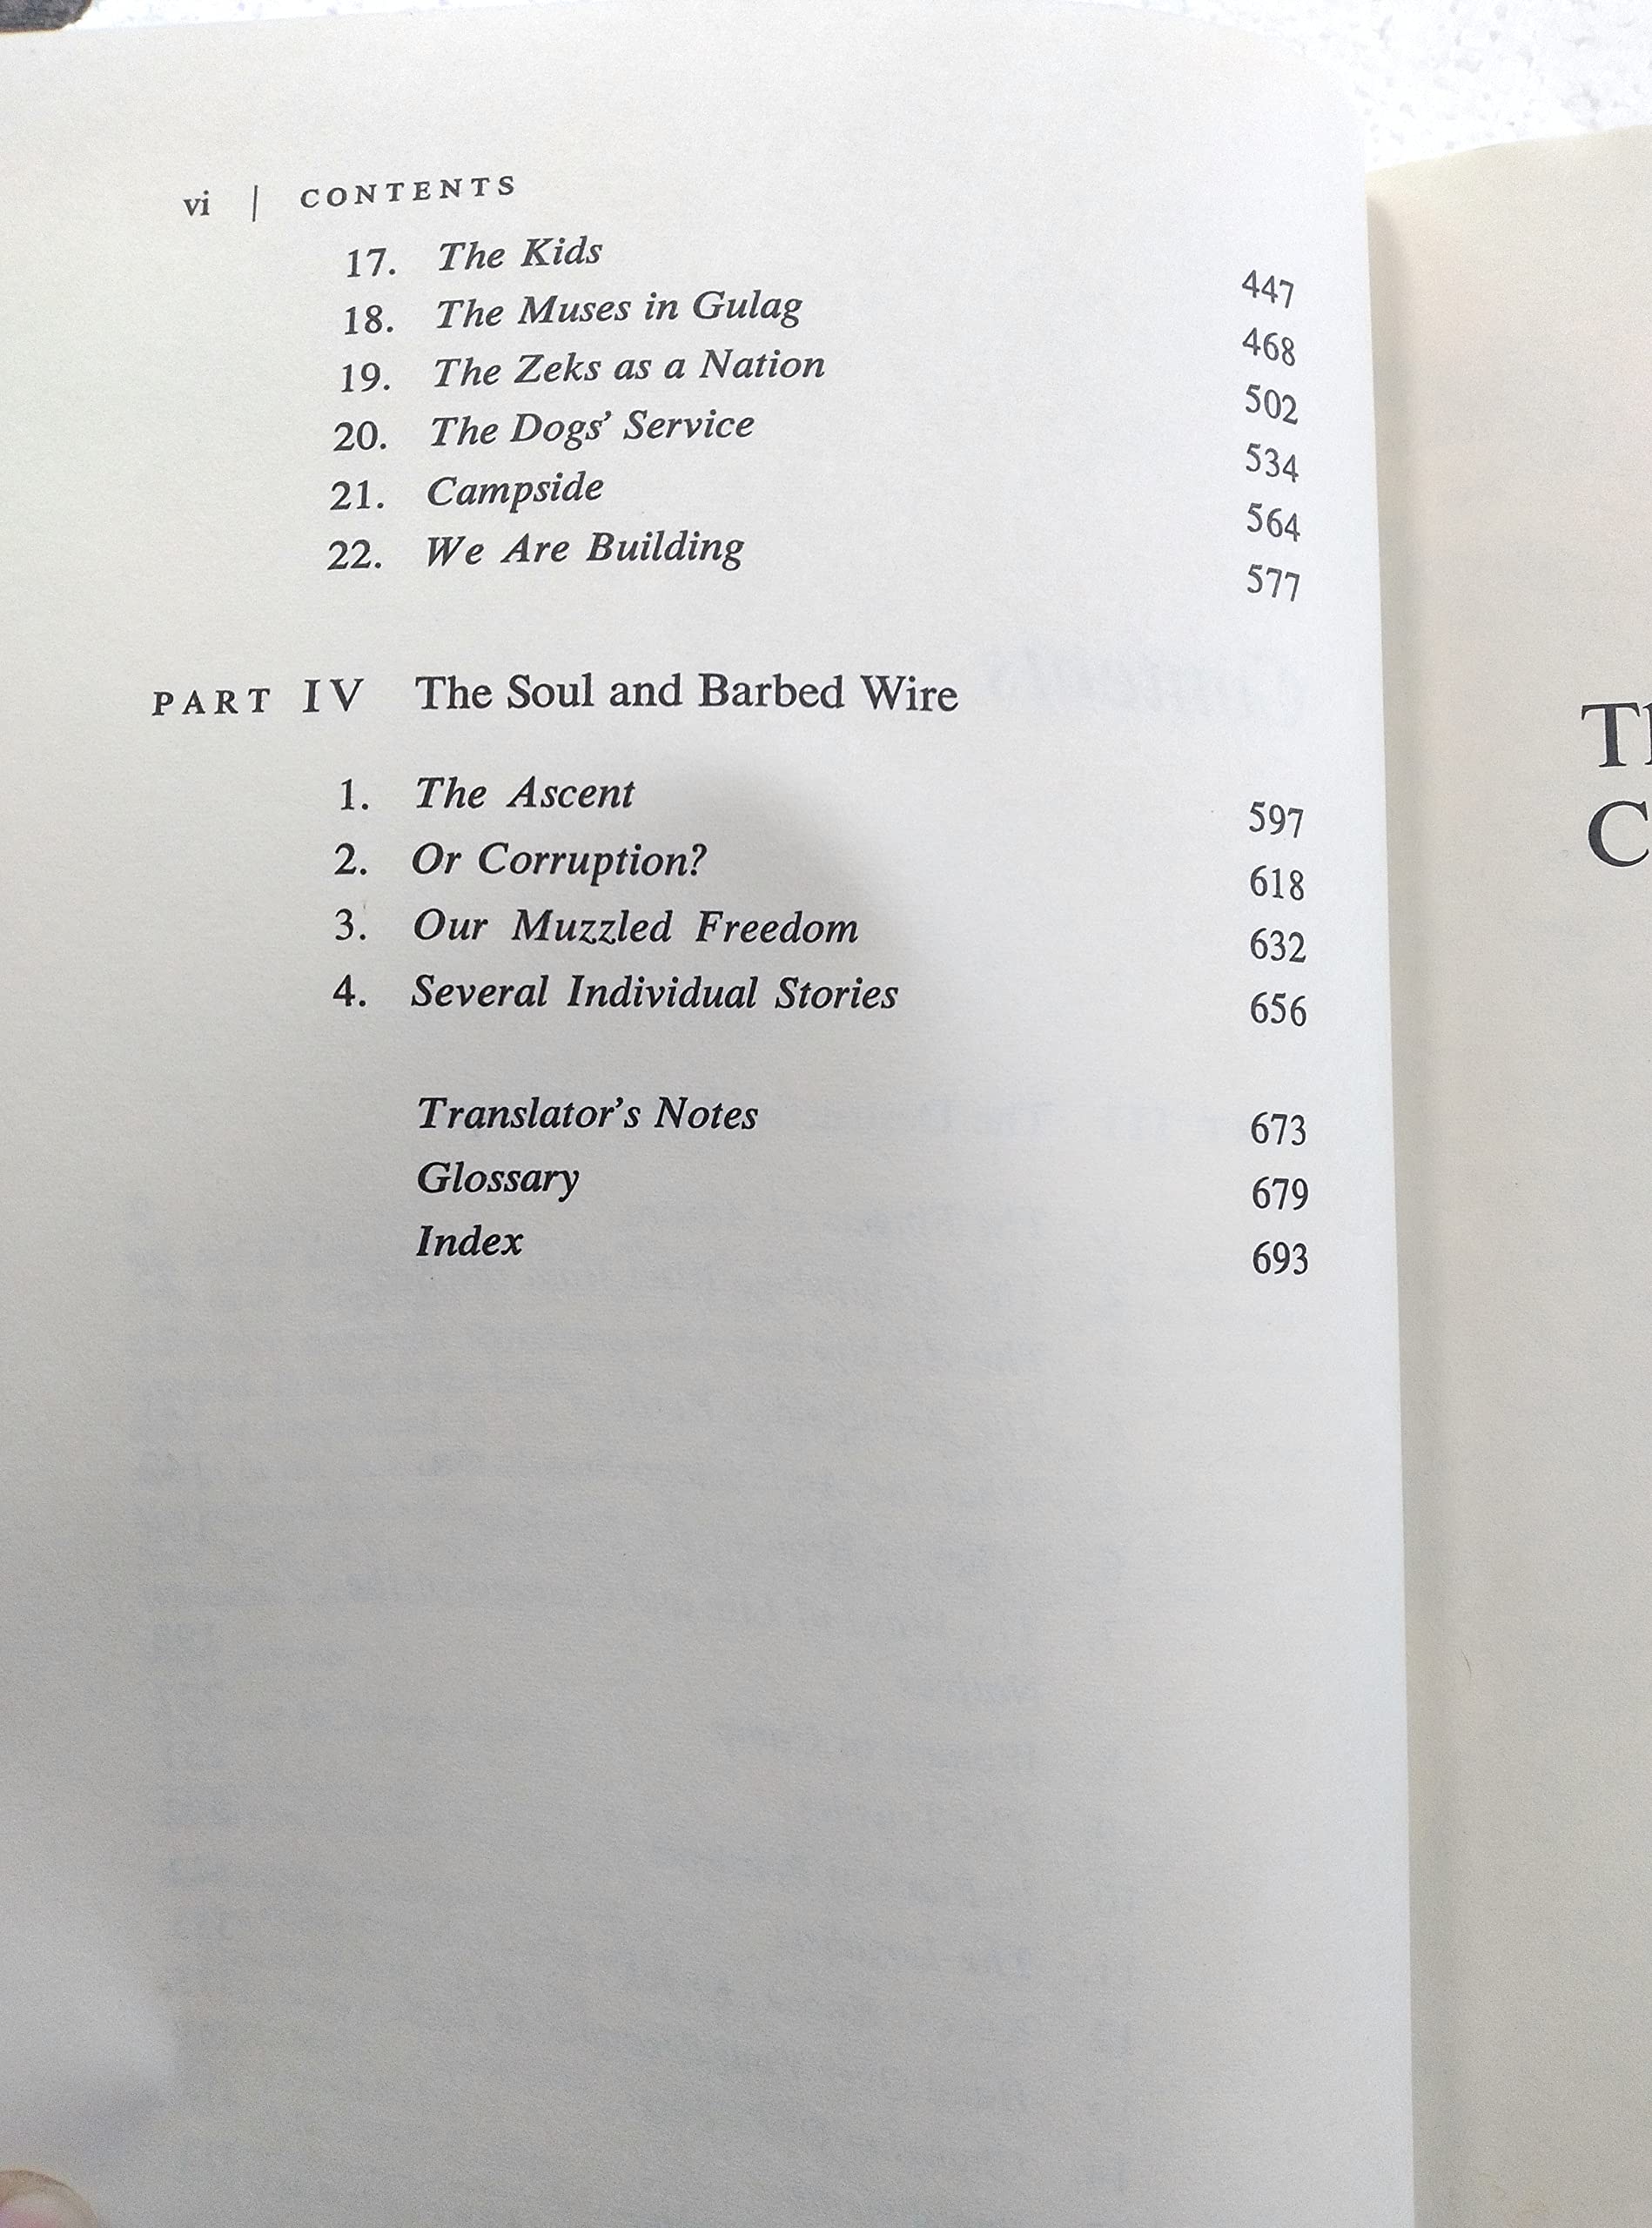 vi | CONTENTS
17. The Kids 447
18. The Muses in Gulag 468
19. The Zeks as a Nation 502
20. The Dogs' Service 534
21. Campside 564
22. We Are Building 577
PART IV The Soul and Barbed Wire
1. The Ascent 597
2. Or Corruption? 618
3. Our Muzzled Freedom 632
4. Several Individual Stories 656
Translator's Notes 673
Glossary 679
Index 693